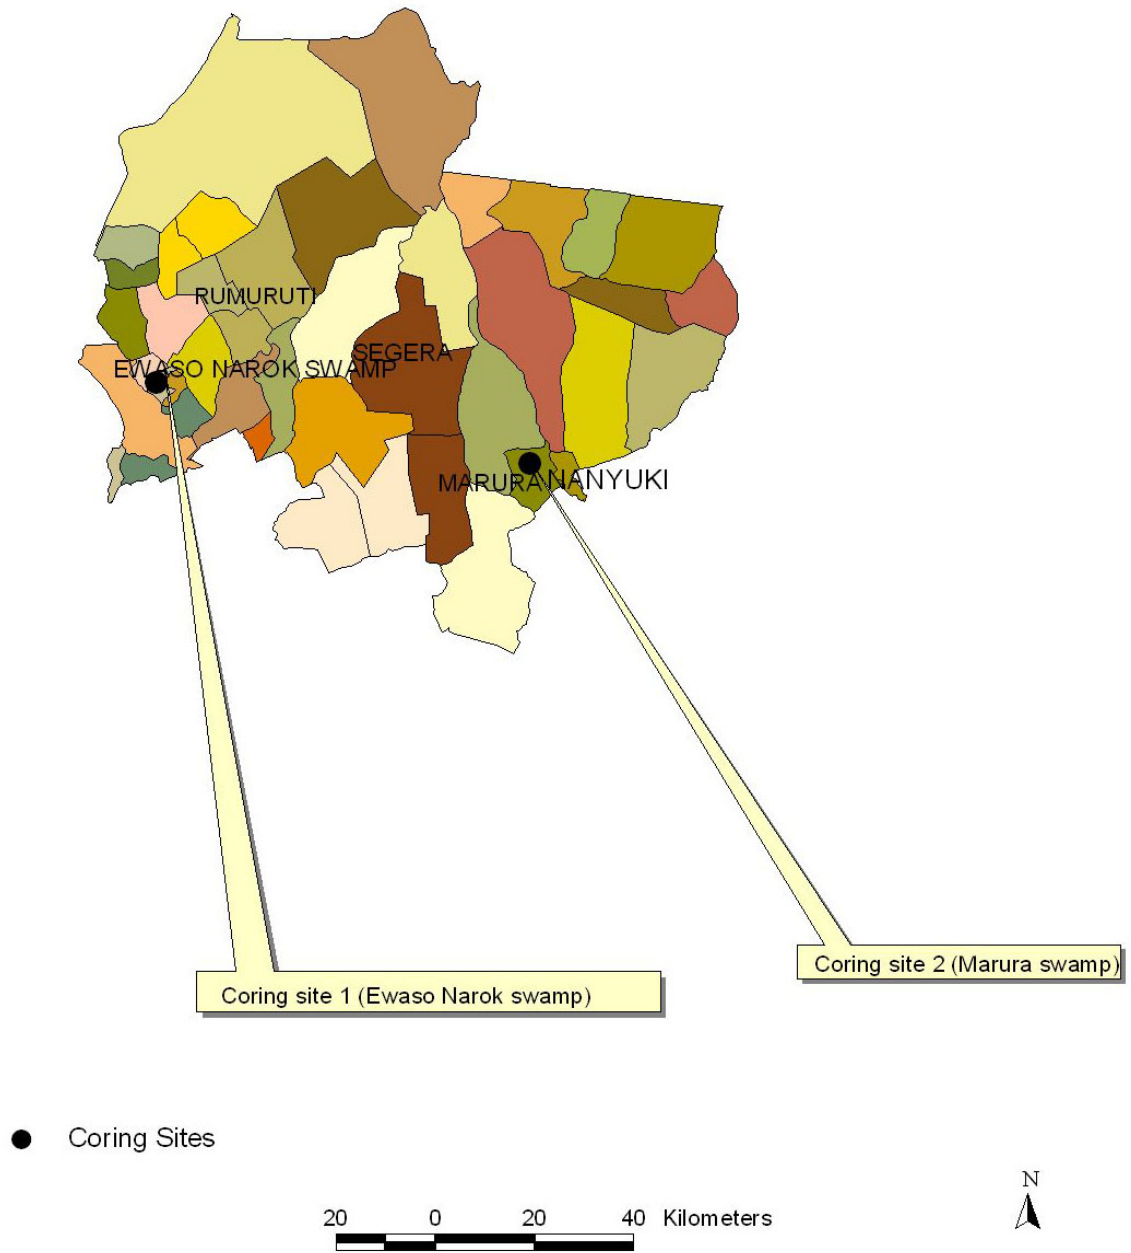 RUMURUTI
SEGERA
EWASO NAROK SWAMP
MARURA
NANYUKI
Coring site 2 (Marura swamp)
Coring site 1 (Ewaso Narok swamp)
Coring Sites
N
20 0 20 40 Kilometers